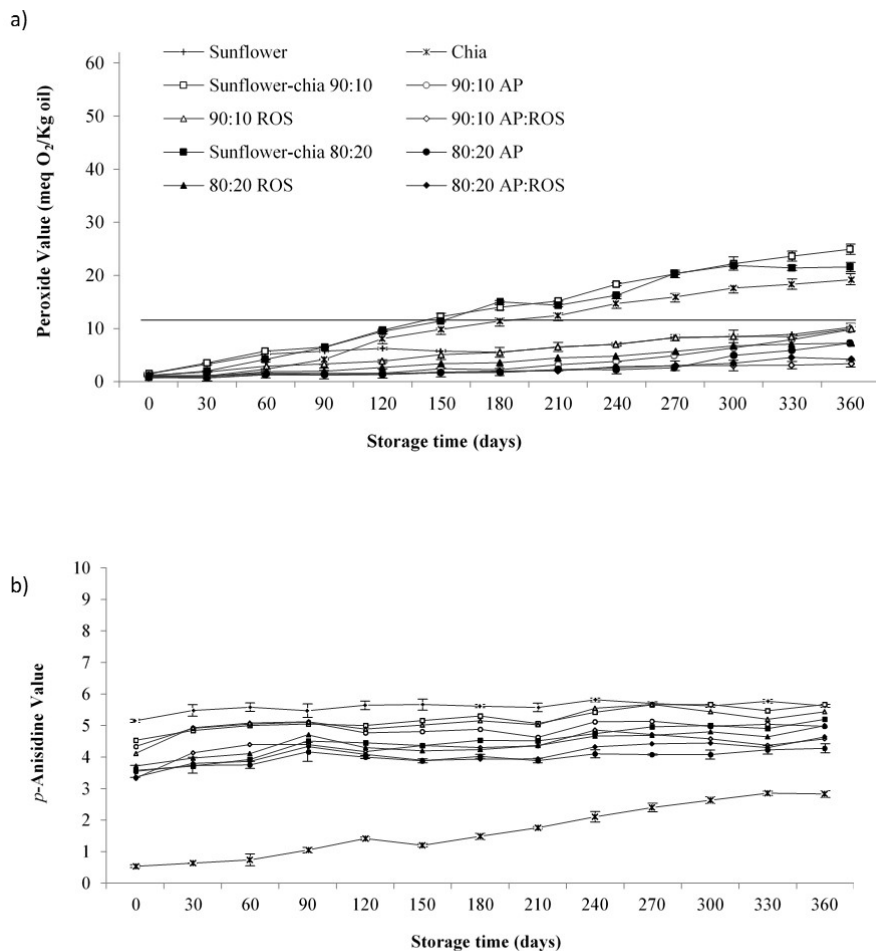 a)
Sunflower Chia
Sunflower-chia 90:10 90:10 AP
90:10 ROS 90:10 AP:ROS
Sunflower-chia 80:20 80:20 AP
80:20 ROS 80:20 AP:ROS
Peroxide Value (meq O₂/Kg oil)
60
50
40
30
20
10
0
0 30 60 90 120 150 180 210 240 270 300 330 360
Storage time (days)
b)
p-Anisidine Value
10
9
8
7
6
5
4
3
2
1
0
0 30 60 90 120 150 180 210 240 270 300 330 360
Storage time (days)